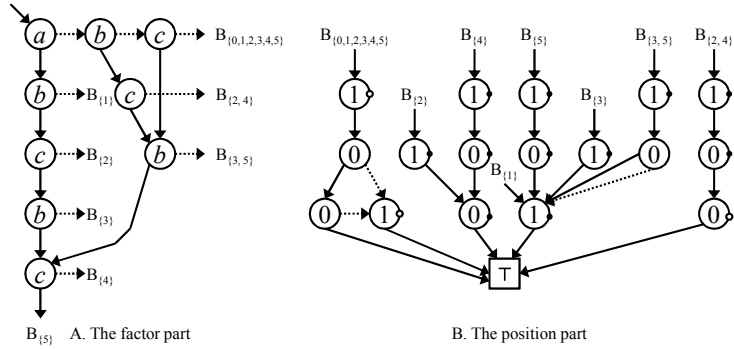 a b c B{0,1,2,3,4,5} B{0,1,2,3,4,5} B{4} B{5} B{3, 5} B{2, 4}
b B{1} c B{2, 4} 1 B{2} 1 1 B{3} 1 1
c B{2} b B{3, 5} 0 1 0 0 1 0 0
B{1}
b B{3} 0 1 0 1 0
c B{4} ⊤
B{5} A. The factor part B. The position part